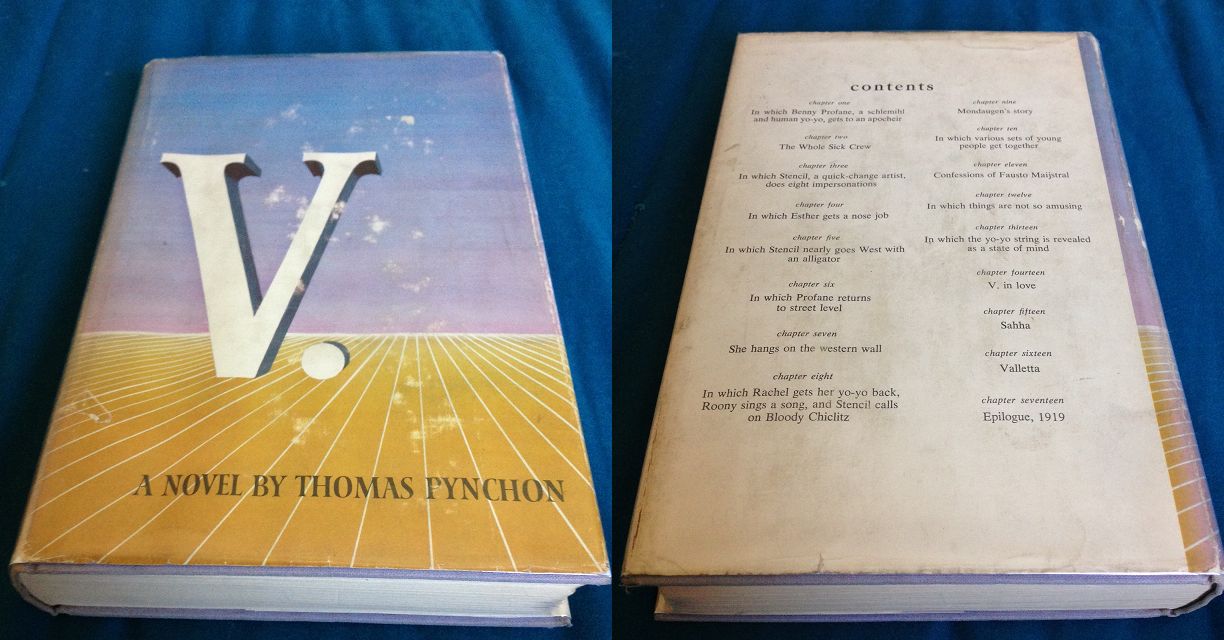 V.
A NOVEL BY THOMAS PYNCHON
contents
chapter one
In which Benny Profane, a schlemihl
and human yo-yo, gets to an apocheir
chapter two
The Whole Sick Crew
chapter three
In which Stencil, a quick-change artist,
does eight impersonations
chapter four
In which Esther gets a nose job
chapter five
In which Stencil nearly goes West with
an alligator
chapter six
In which Profane returns
to street level
chapter seven
She hangs on the western wall
chapter eight
In which Rachel gets her yo-yo back,
Roony sings a song, and Stencil calls
on Bloody Chiclitz
chapter nine
Mondaugen's story
chapter ten
In which various sets of young
people get together
chapter eleven
Confessions of Fausto Maijstral
chapter twelve
In which things are not so amusing
chapter thirteen
In which the yo-yo string is revealed
as a state of mind
chapter fourteen
V. in love
chapter fifteen
Sahha
chapter sixteen
Valletta
chapter seventeen
Epilogue, 1919